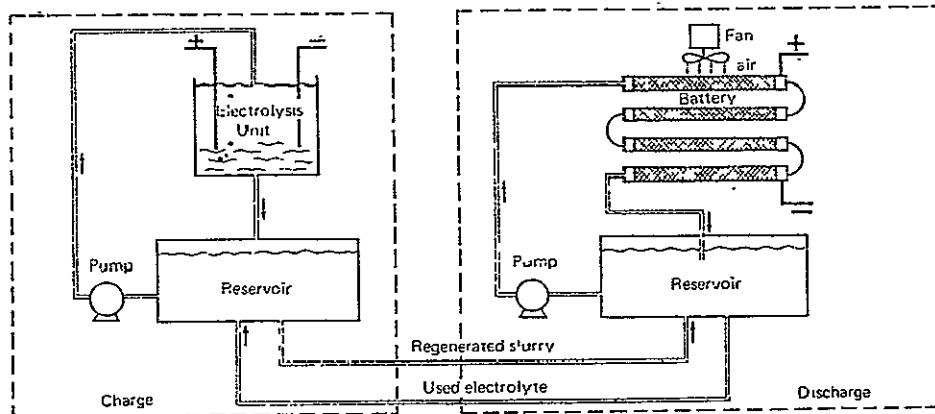 Fan
+
−
+
air
Electrolysis
Unit
Battery
−
Pump
Reservoir
Pump
Reservoir
Regenerated slurry
Used electrolyte
Charge
Discharge